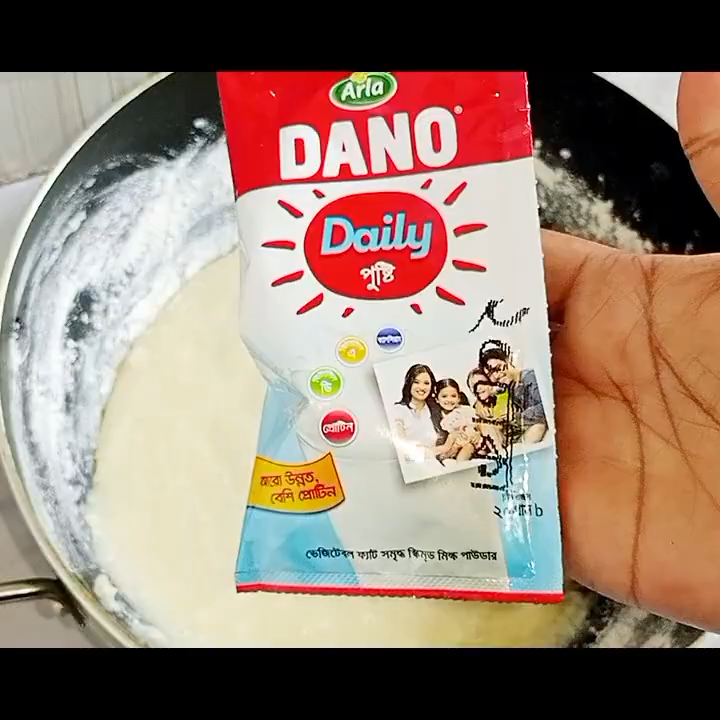 Arla
DANO®
Daily
পুষ্টি
প্রোটিন
আরো উন্নত,
বেশি প্রোটিন
ভেজিটেবল ফ্যাট সমৃদ্ধ স্কিমড মিল্ক পাউডার